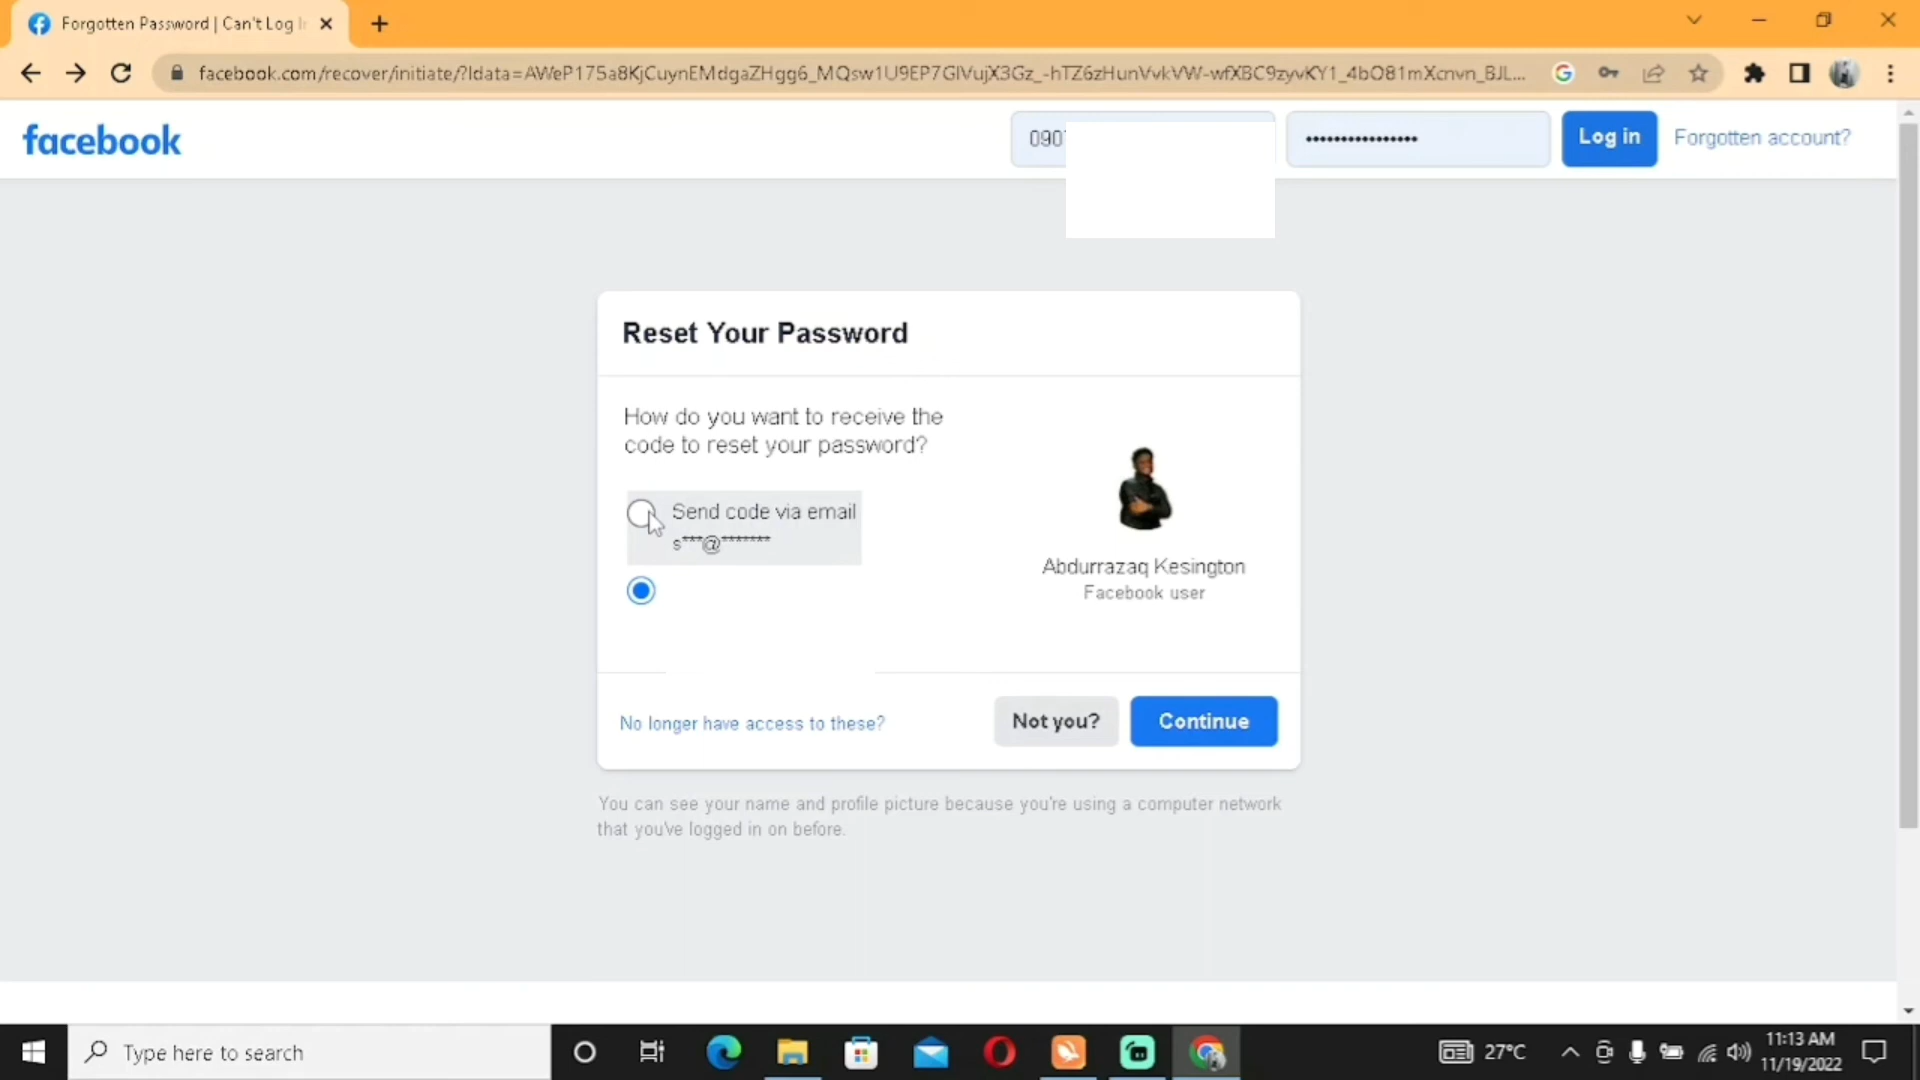 Forgotten Password | Can't Log In
facebook.com/recover/initiate/?ldata=AWeP175a8KjCuynEMdgaZHgg6_MQsw1U9EP7GlVujX3Gz_-hTZ6zHunVvkVW-wfXBC9zyvKY1_4bO81mXcnvn_BJL...
facebook
090
••••••••••••••••
Log in
Forgotten account?
Reset Your Password
How do you want to receive the
code to reset your password?
Send code via email
s***@*******
Abdurrazaq Kesington
Facebook user
No longer have access to these?
Not you?
Continue
You can see your name and profile picture because you're using a computer network
that you've logged in on before.
Type here to search
27°C
11:13 AM
11/19/2022